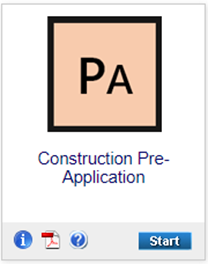 PA
Construction Pre-
Application
Start